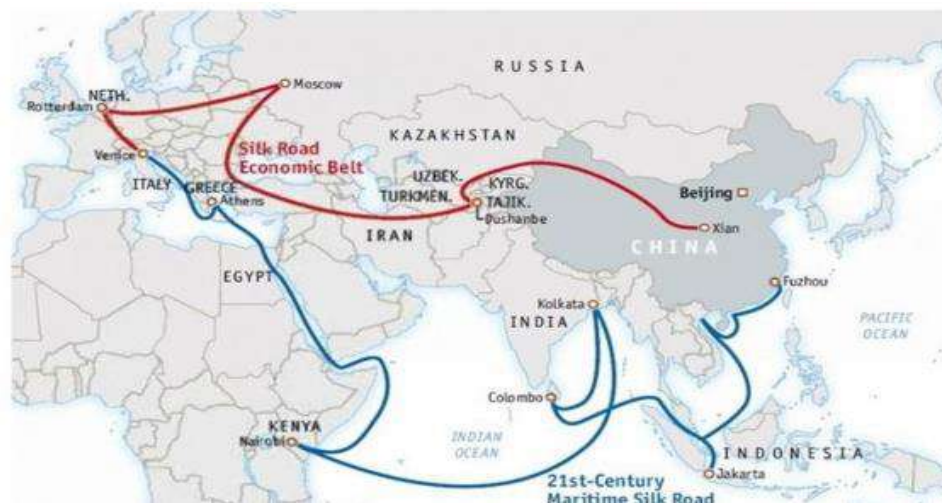 RUSSIA
Moscow
NETH.
Rotterdam
KAZAKHSTAN
Silk Road
Economic Belt
Venice
UZBEK.
KYRG.
ITALY
GREECE
TURKMEN.
TAJIK.
Beijing
Athens
Dushanbe
Xian
IRAN
CHINA
EGYPT
Fuzhou
Kolkata
INDIA
PACIFIC
OCEAN
Colombo
KENYA
Nairobi
INDIAN
OCEAN
INDONESIA
Jakarta
21st-Century
Maritime Silk Road